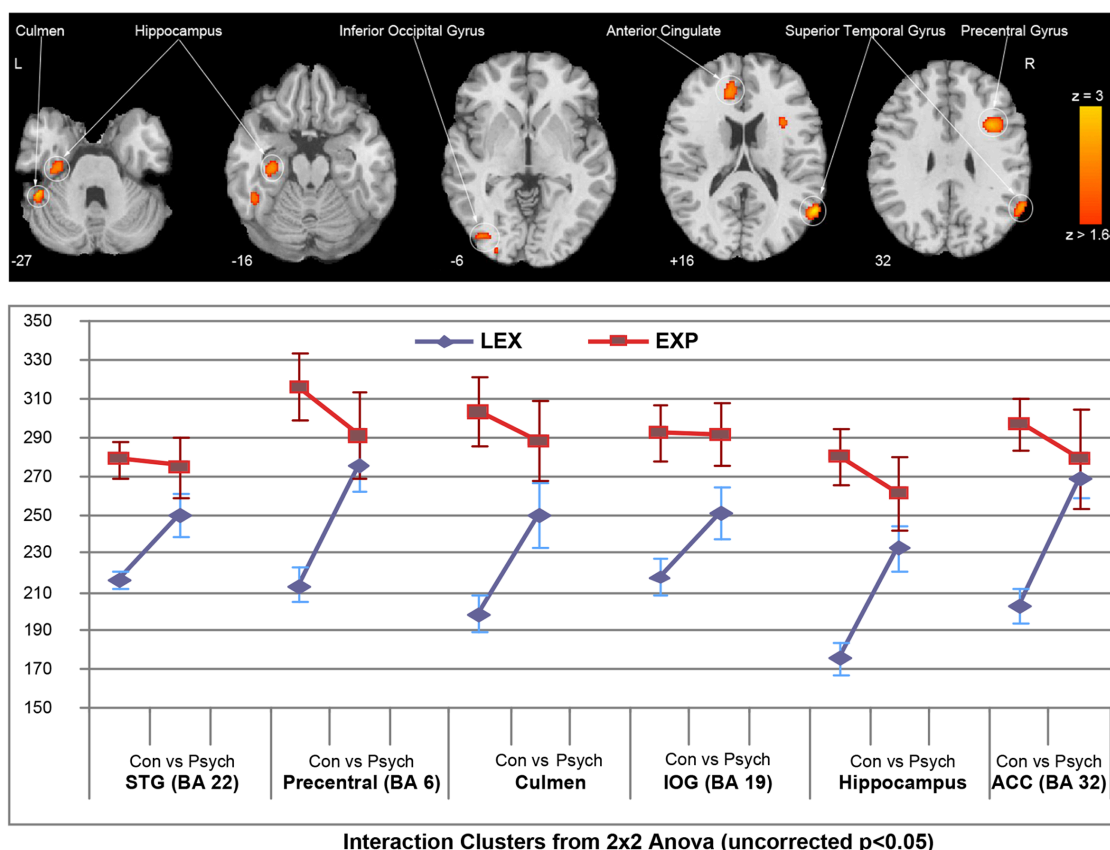 Culmen Hippocampus Inferior Occipital Gyrus Anterior Cingulate Superior Temporal Gyrus Precentral Gyrus
L R
z = 3
z > 1.6
-27 -16 -6 +16 32
350
LEX EXP
330
310
290
270
250
230
210
190
170
150
Con vs Psych Con vs Psych Con vs Psych Con vs Psych Con vs Psych Con vs Psych
STG (BA 22) Precentral (BA 6) Culmen IOG (BA 19) Hippocampus ACC (BA 32)
Interaction Clusters from 2x2 Anova (uncorrected p<0.05)